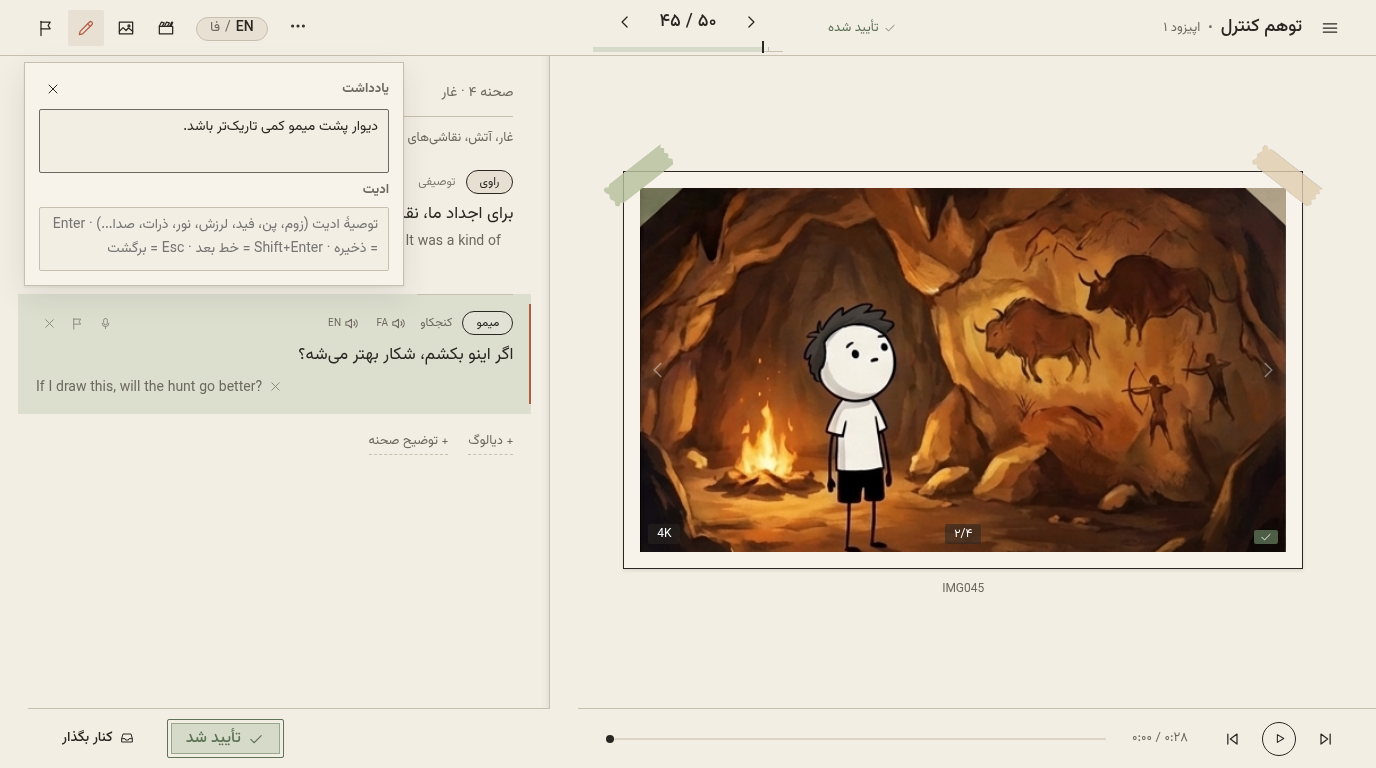 توهم کنترل • اپیزود ۱
تأیید شده
۴۵ / ۵۰
EN / فا
صحنه ۴ · غار
غار، آتش، نقاشی‌های
راوی توصیفی
برای اجداد ما، نقا
It was a kind of
یادداشت
دیوار پشت میمو کمی تاریک‌تر باشد.
ادیت
توصیهٔ ادیت (زوم، پن، فید، لرزش، نور، ذرات، صدا...) · Enter
= ذخیره · Shift+Enter = خط بعد · Esc = برگشت
میمو کنجکاو FA EN
اگر اینو بکشم، شکار بهتر می‌شه؟
If I draw this, will the hunt go better?
+ دیالوگ + توضیح صحنه
4K
۲/۴
IMG045
۰:۰۰ / ۰:۲۸
تأیید شد
کنار بگذار